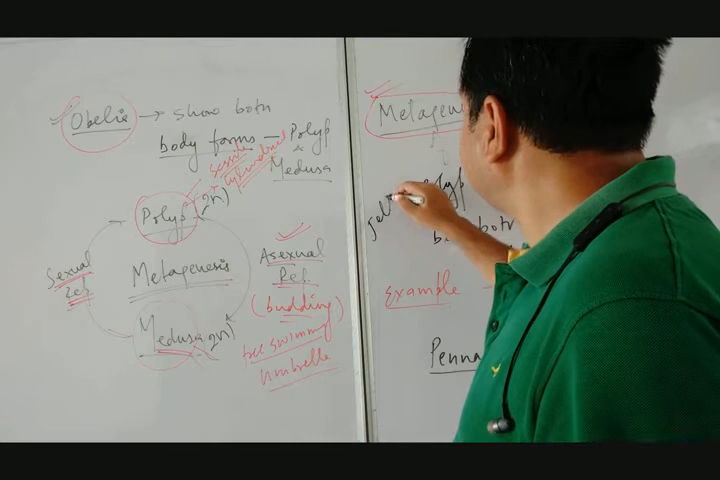 Obelia → show both
body forms — Polyp
&
Medusa
sessile
cylindrical
Polyp (2n)
Sexual
Rep.
Metagenesis
Asexual
Rep.
(budding)
Medusa (2n)
free swimming
umbrella
Metagen
both
Example
Penna